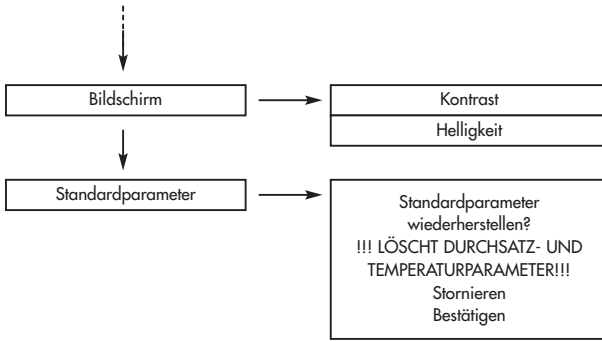 Bildschirm
Kontrast
Helligkeit
Standardparameter
Standardparameter
wiederherstellen?
!!! LÖSCHT DURCHSATZ- UND
TEMPERATURPARAMETER!!!
Stornieren
Bestätigen